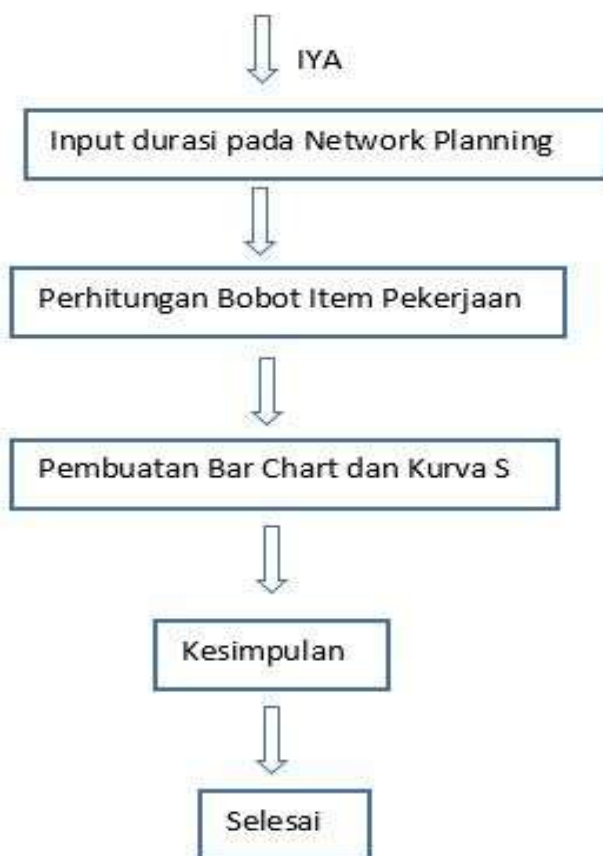 IYA
Input durasi pada Network Planning
Perhitungan Bobot Item Pekerjaan
Pembuatan Bar Chart dan Kurva S
Kesimpulan
Selesai